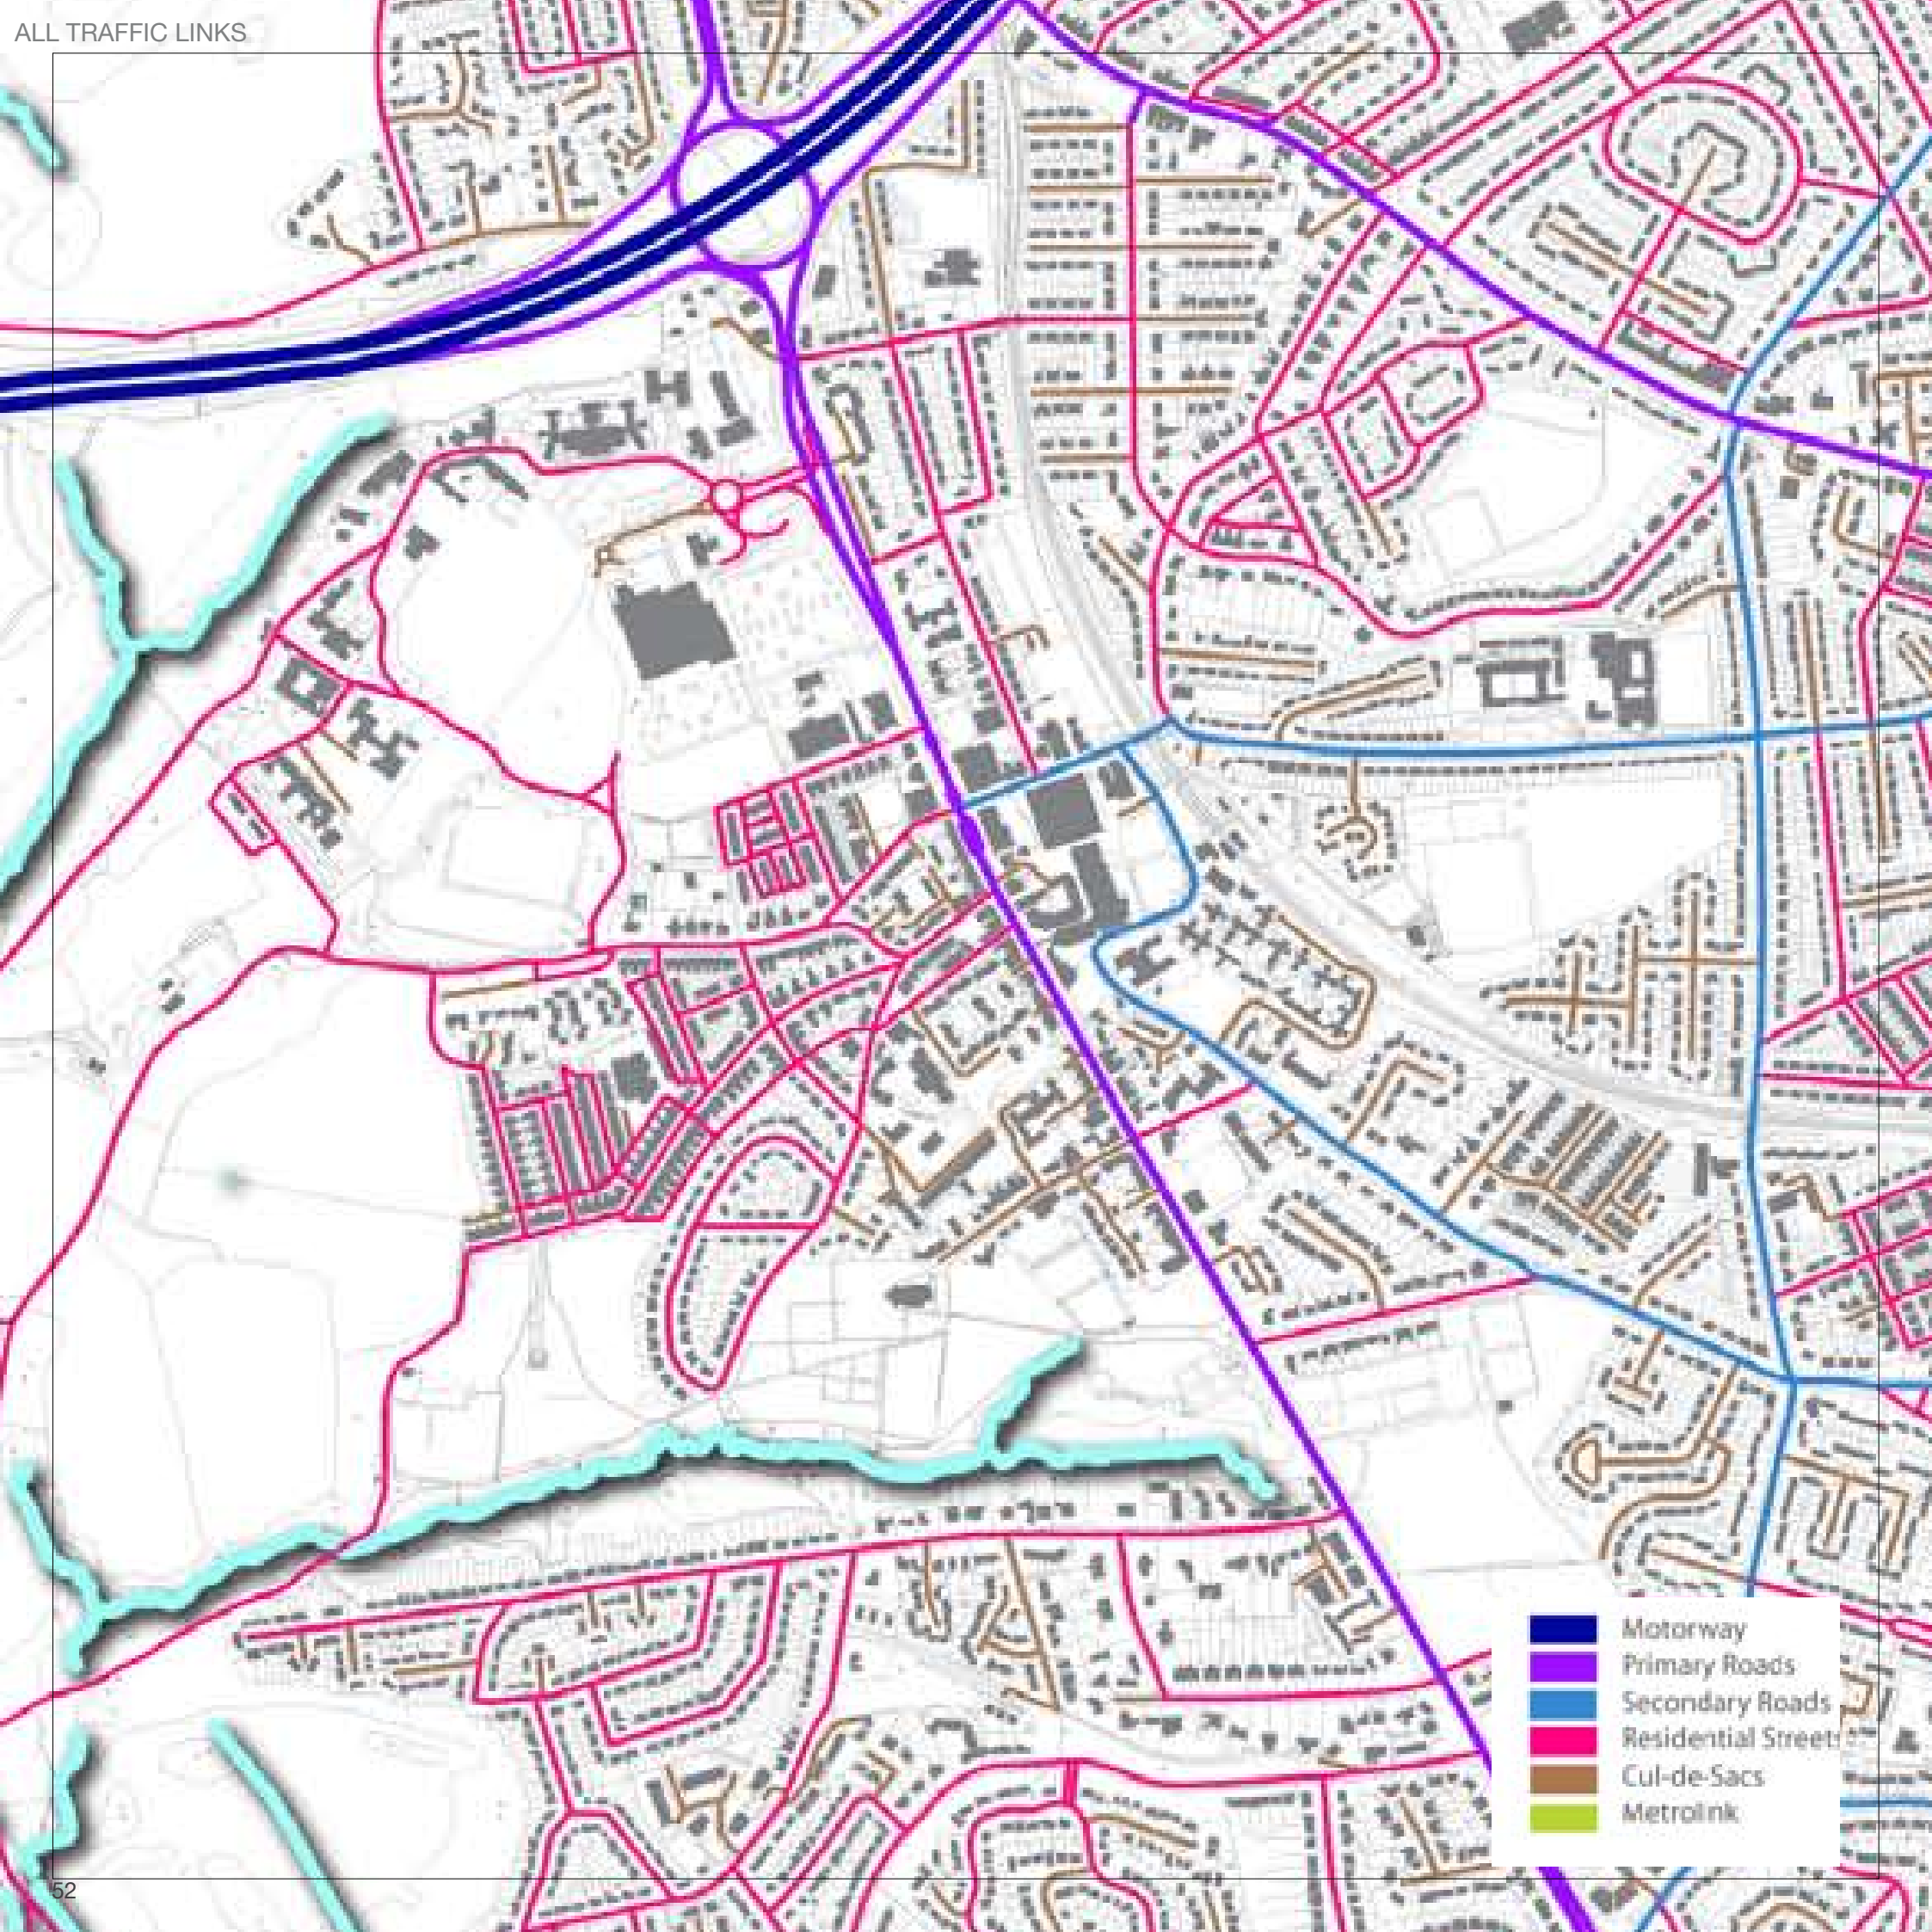 ALL TRAFFIC LINKS
Motorway
Primary Roads
Secondary Roads
Residential Streets
Cul-de-Sacs
Metrolink
52